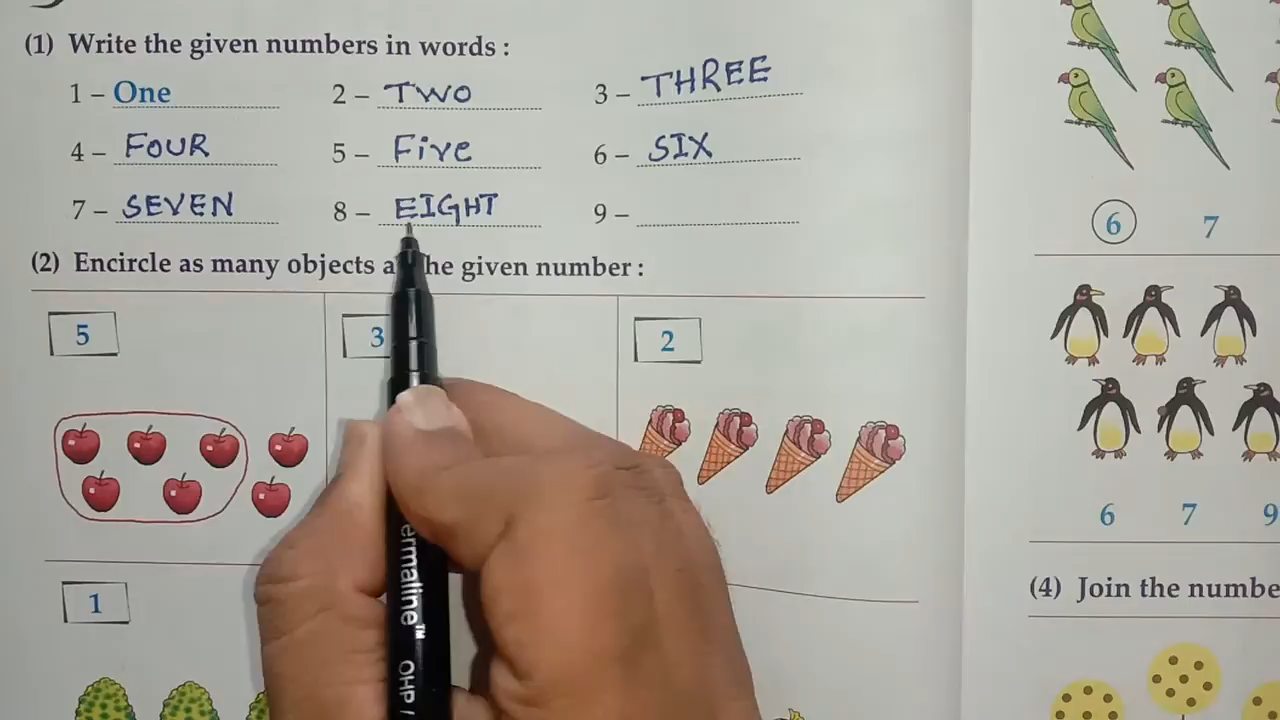 (1) Write the given numbers in words :
1 – One 2 – TWO 3 – THREE
4 – FOUR 5 – Five 6 – SIX
7 – SEVEN 8 – EIGHT 9 –
(2) Encircle as many objects a he given number :
5 3 2
1
ermaline™ OHP
6 7
6 7 9
(4) Join the numbe